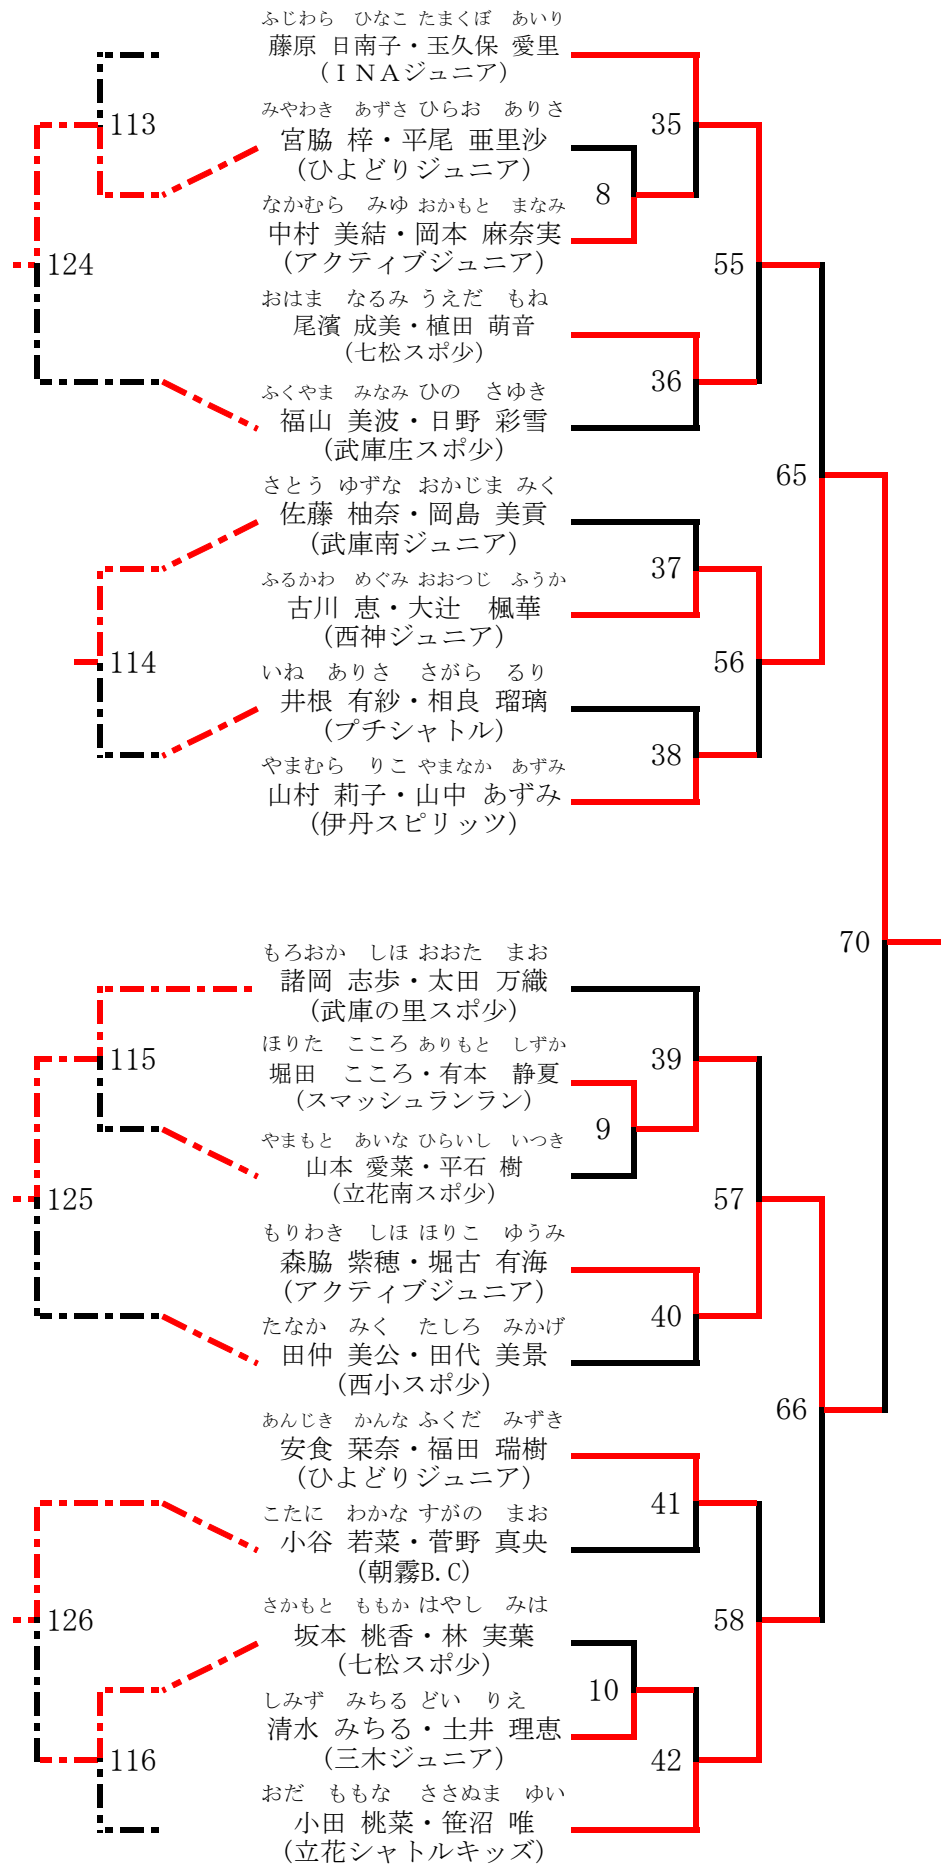 ふじわら　ひなこ たまくぼ　あいり
藤原 日南子・玉久保 愛里
（ＩＮＡジュニア）
113
みやわき　あずさ ひらお　ありさ
35
宮脇 梓・平尾 亜里沙
(ひよどりジュニア)
8
なかむら　みゆ おかもと　まなみ
中村 美結・岡本 麻奈実
(アクティブジュニア)
124
55
おはま　なるみ うえだ　もね
尾濱 成美・植田 萌音
(七松スポ少)
36
ふくやま　みなみ ひの　さゆき
福山 美波・日野 彩雪
(武庫庄スポ少)
65
さとう ゆずな おかじま みく
佐藤 柚奈・岡島 美貢
(武庫南ジュニア)
37
ふるかわ　めぐみ おおつじ　ふうか
古川 恵・大辻　楓華
(西神ジュニア)
114
56
いね　ありさ　さがら　るり
井根 有紗・相良 瑠璃
(プチシャトル)
38
やまむら　りこ やまなか　あずみ
山村 莉子・山中 あずみ
(伊丹スピリッツ)
70
もろおか　しほ おおた　まお
諸岡 志歩・太田 万織
(武庫の里スポ少)
ほりた　こころ ありもと　しずか
115
39
堀田　こころ・有本　静夏
(スマッシュランラン)
9
やまもと　あいな ひらいし　いつき
山本 愛菜・平石 樹
(立花南スポ少)
125
57
もりわき　しほ ほりこ　ゆうみ
森脇 紫穂・堀古 有海
(アクティブジュニア)
40
たなか　みく　たしろ　みかげ
田仲 美公・田代 美景
(西小スポ少)
66
あんじき　かんな ふくだ　みずき
安食 栞奈・福田 瑞樹
(ひよどりジュニア)
41
こたに　わかな すがの　まお
小谷 若菜・菅野 真央
(朝霧B.C)
さかもと　ももか はやし　みは
126
58
坂本 桃香・林 実葉
(七松スポ少)
10
しみず　みちる どい　りえ
清水 みちる・土井 理恵
(三木ジュニア)
116
42
おだ　ももな　ささぬま　ゆい
小田 桃菜・笹沼 唯
(立花シャトルキッズ)